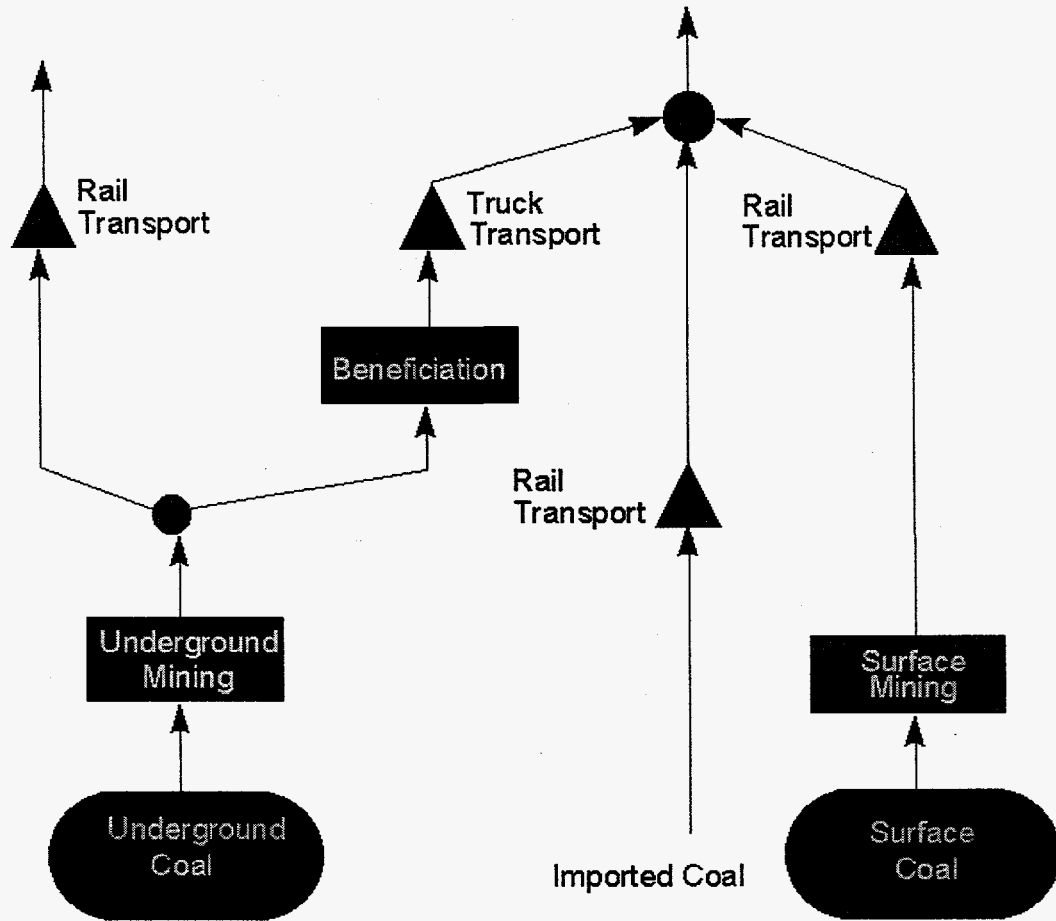 Rail
Transport
Truck
Transport
Rail
Transport
Beneficiation
Rail
Transport
Underground
Mining
Surface
Mining
Underground
Coal
Imported Coal
Surface
Coal